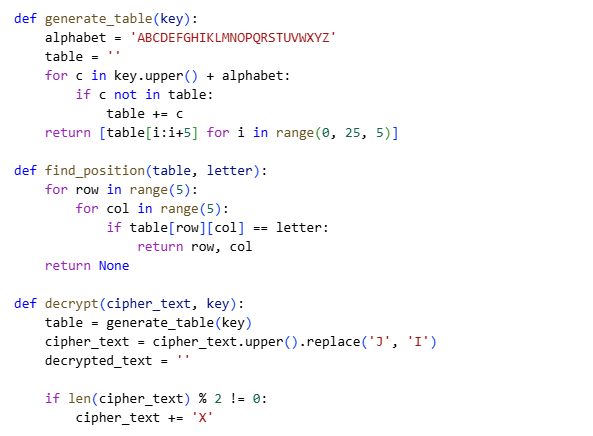 def generate_table(key):
    alphabet = 'ABCDEFGHIKLMNOPQRSTUVWXYZ'
    table = ''
    for c in key.upper() + alphabet:
        if c not in table:
            table += c
    return [table[i:i+5] for i in range(0, 25, 5)]

def find_position(table, letter):
    for row in range(5):
        for col in range(5):
            if table[row][col] == letter:
                return row, col
    return None

def decrypt(cipher_text, key):
    table = generate_table(key)
    cipher_text = cipher_text.upper().replace('J', 'I')
    decrypted_text = ''

    if len(cipher_text) % 2 != 0:
        cipher_text += 'X'